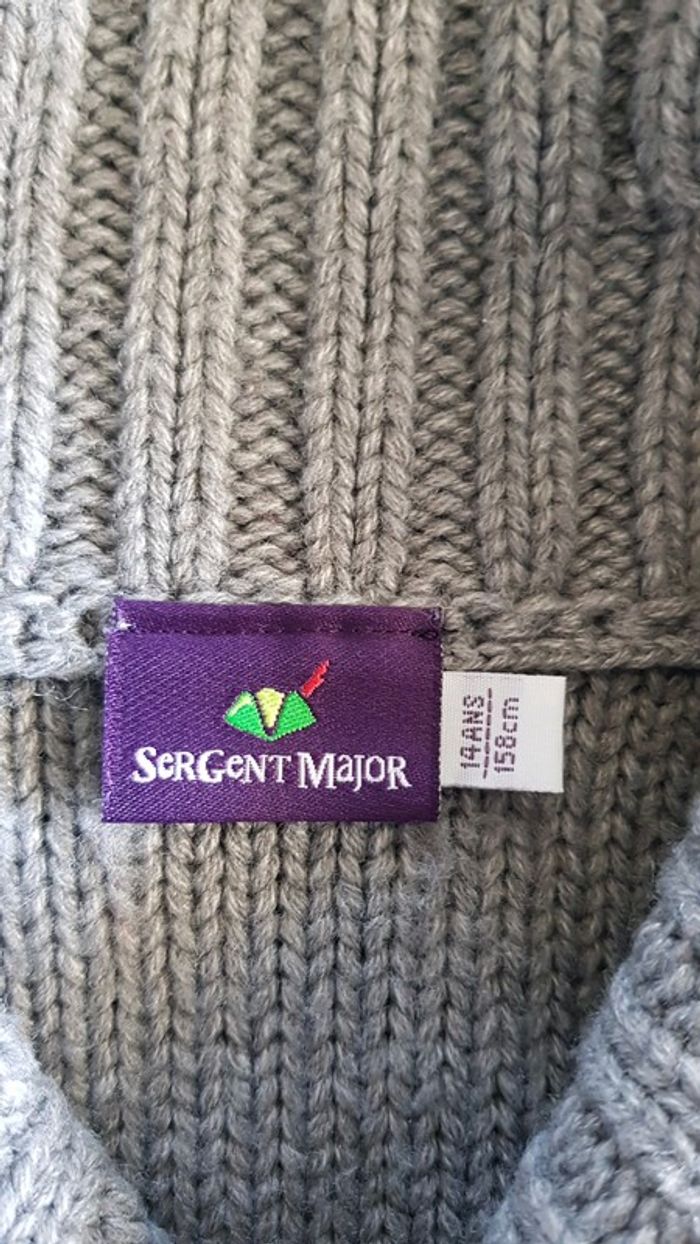 SERGENT MAJOR
14 ANS
158cm